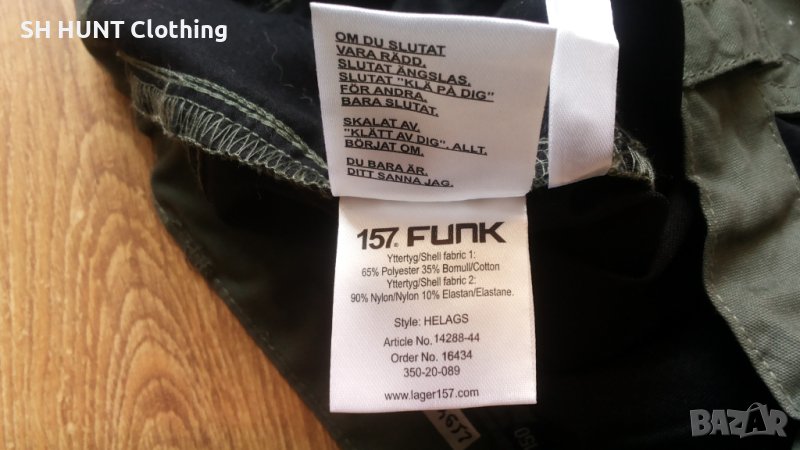 SH HUNT Clothing
OM DU SLUTAT
VARA RÄDD.
SLUTAT ÄNGSLAS.
SLUTAT "KLÄ PÅ DIG"
FÖR ANDRA.
BARA SLUTAT.
SKALAT AV.
"KLÄTT AV DIG". ALLT.
BÖRJAT OM.
DU BARA ÄR.
DITT SANNA JAG.
157. FUNK
Yttertyg/Shell fabric 1:
65% Polyester 35% Bomull/Cotton
Yttertyg/Shell fabric 2:
90% Nylon/Nylon 10% Elastan/Elastane.
Style: HELAGS
Article No. 14288-44
Order No. 16434
350-20-089
www.lager157.com
BAZAR